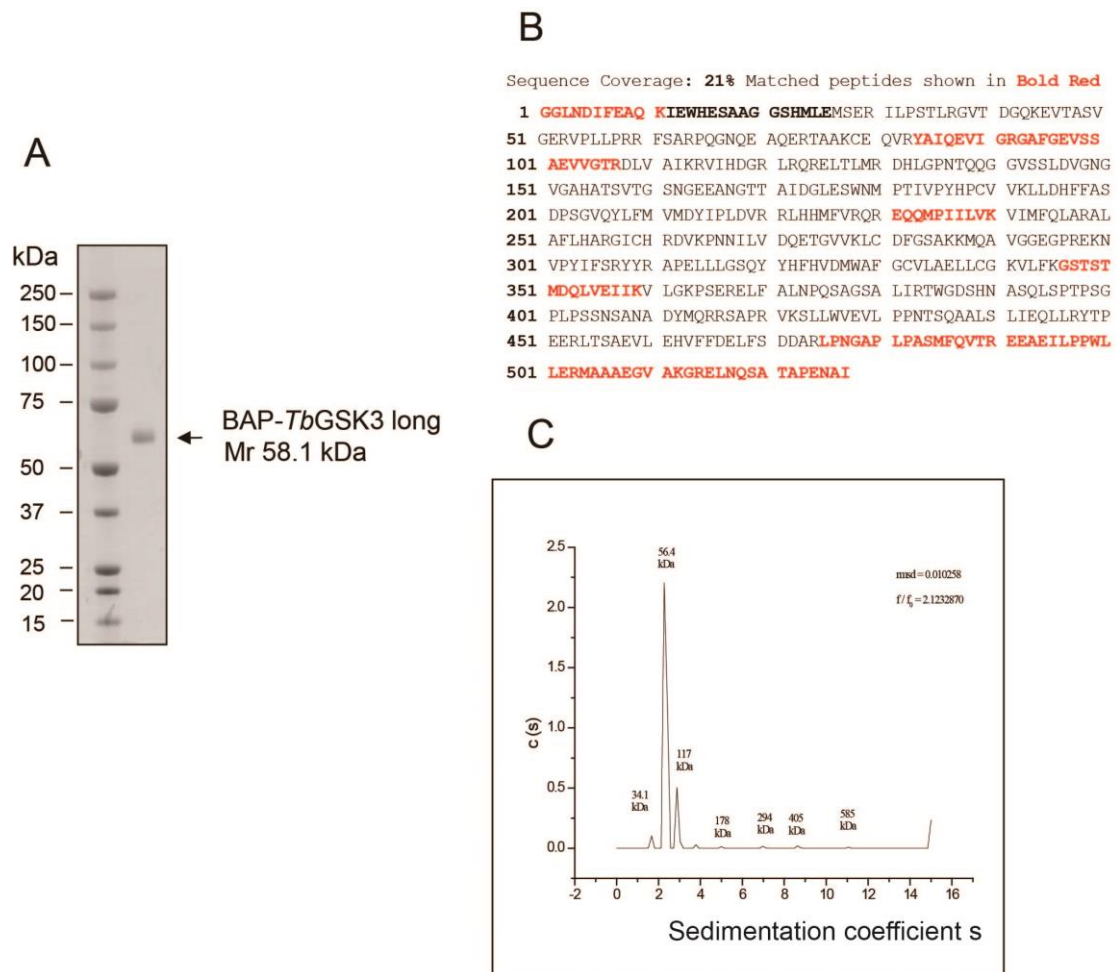 A
kDa
250
150
100
75
50
37
25
20
15
BAP-TbGSK3 long
Mr 58.1 kDa
B
Sequence Coverage: 21% Matched peptides shown in Bold Red
1 GGLNDIFEAQ KIEWHESAAG GSHMLEMSER ILPSTLRGVT DGQKEVTASV
51 GERVPLLPRR FSARPQGNQE AQERTAAKCE QVRYAIQEVI GRGAFGEVSS
101 AEVVGTRDLV AIKRVIHDGR LRQRELTLMR DHLGPNTQQG GVSSLDVGNG
151 VGAHATSVTG SNGEEANGTT AIDGLESWNM PTIVPYHPCV VKLLDHFFAS
201 DPSGVQYLFM VMDYIPLDVR RLHHMFVRQR EQQMPIILVK VIMFQLARAL
251 AFLHARGICH RDVKPNNILV DQETGVVKLC DFGSAKKMQA VGGEGPREKN
301 VPYIFSRYYR APELLLGSQY YHFHVDMWAF GCVLAELLCG KVLFKGSTST
351 MDQLVEIIKV LGKPSERELF ALNPQSAGSA LIRTWGDSHN ASQLSPTPSG
401 PLPSSNSANA DYMQRRSAPR VKSLLWVEVL PPNTSQAALS LIEQLLRYTP
451 EERLTSAEVL EHVFFDELFS DDARLPNGAP LPASMFQVTR EEAEILPPWL
501 LERMAAAEGV AKGRELNQSA TAPENAI
C
2.5
2.0
1.5
1.0
0.5
0.0
c (s)
34.1
kDa
56.4
kDa
117
kDa
178
kDa
294
kDa
405
kDa
585
kDa
rmsd = 0.010258
f / f0 = 2.1232870
-2 0 2 4 6 8 10 12 14 16
Sedimentation coefficient s